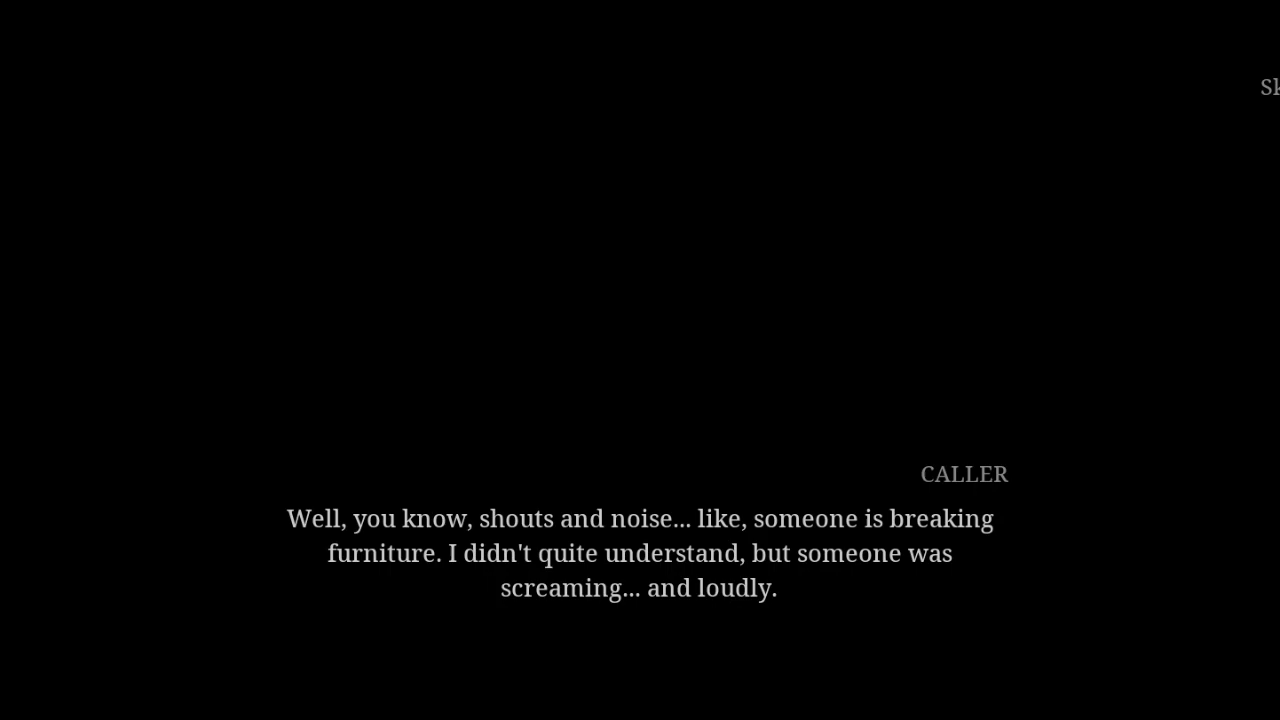 CALLER
Well, you know, shouts and noise... like, someone is breaking
furniture. I didn't quite understand, but someone was
screaming... and loudly.